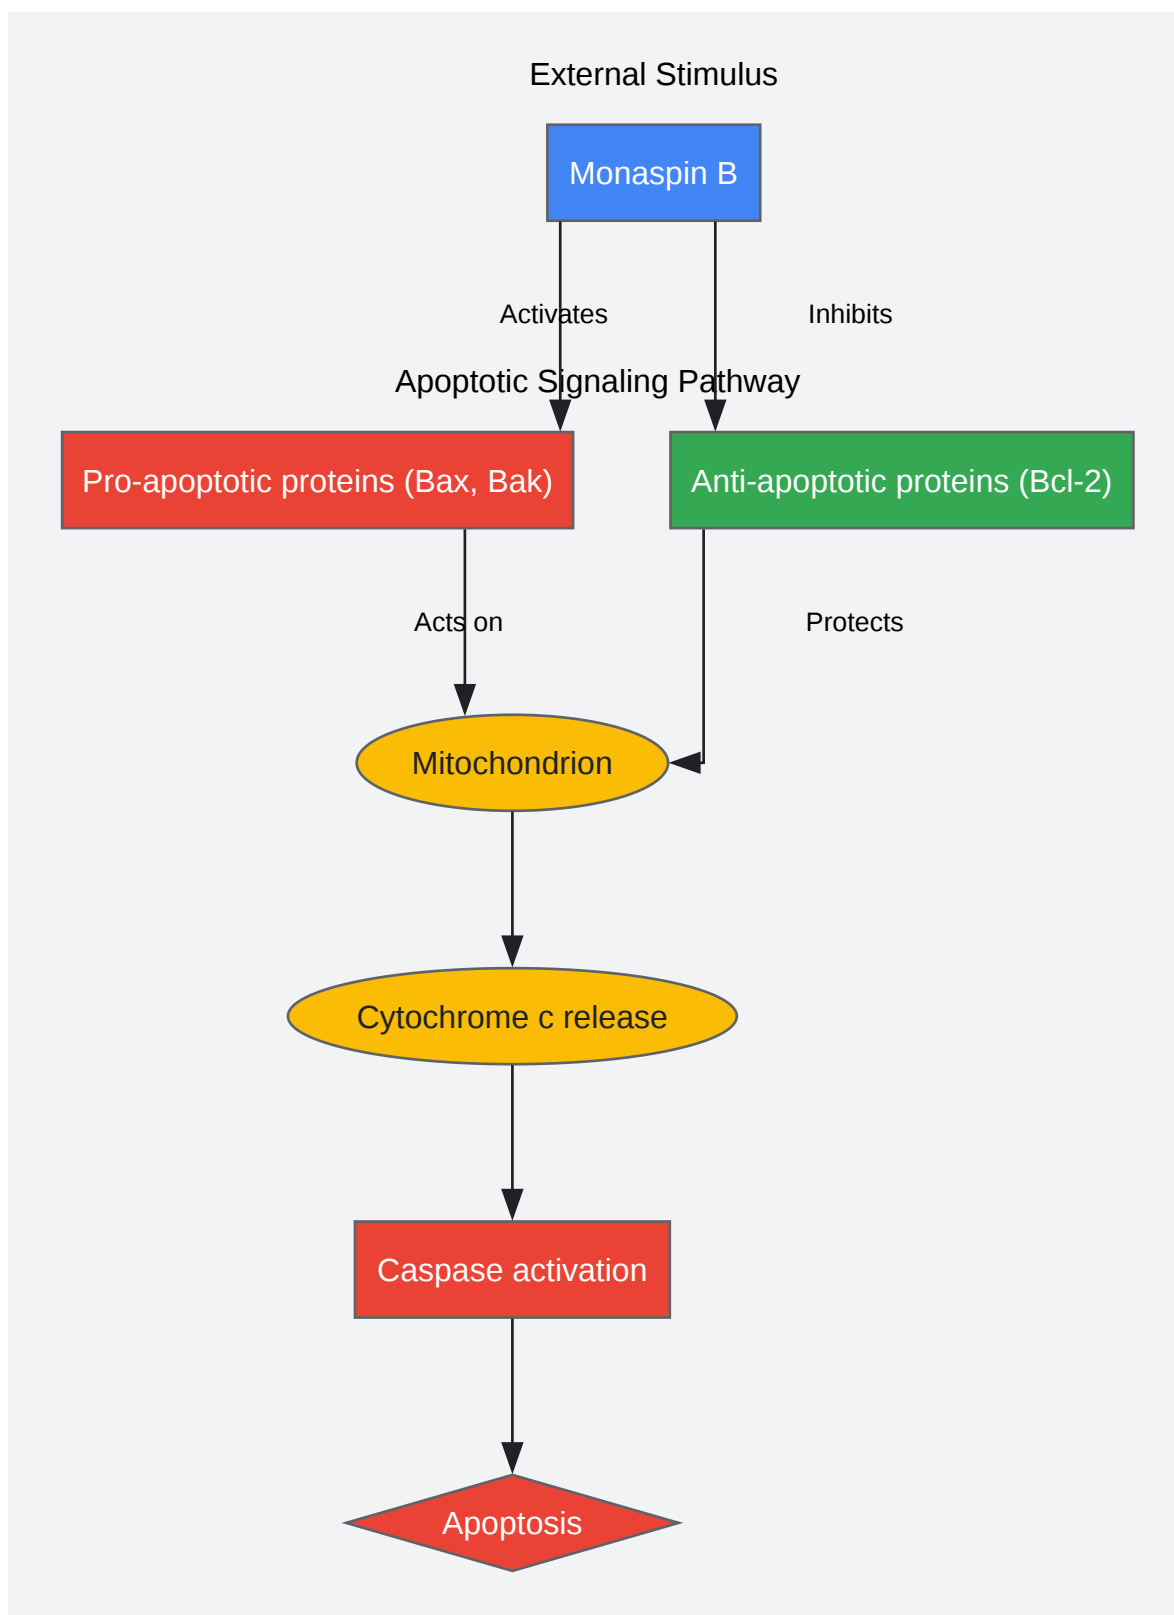 External Stimulus
Monaspin B
Activates
Inhibits
Apoptotic Signaling Pathway
Pro-apoptotic proteins (Bax, Bak)
Anti-apoptotic proteins (Bcl-2)
Acts on
Protects
Mitochondrion
Cytochrome c release
Caspase activation
Apoptosis